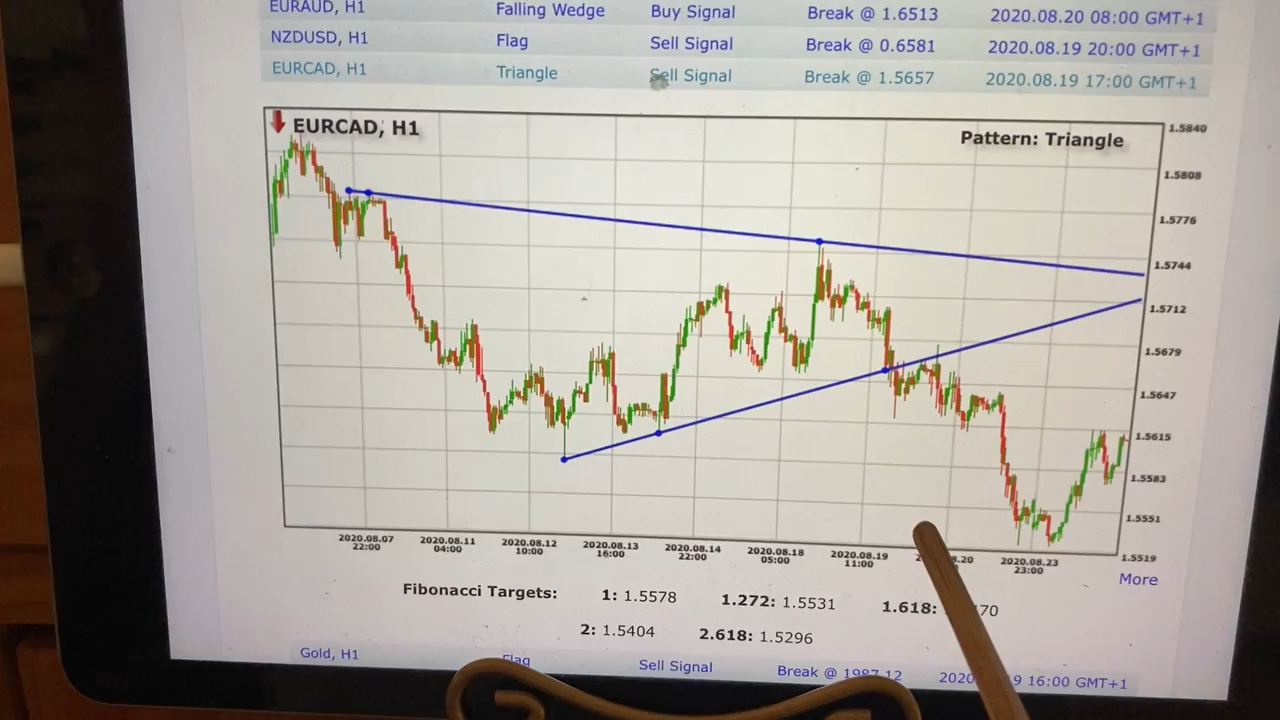 EURAUD, H1 Falling Wedge Buy Signal Break @ 1.6513 2020.08.20 08:00 GMT+1
NZDUSD, H1 Flag Sell Signal Break @ 0.6581 2020.08.19 20:00 GMT+1
EURCAD, H1 Triangle Sell Signal Break @ 1.5657 2020.08.19 17:00 GMT+1
EURCAD, H1 Pattern: Triangle
1.5840
1.5808
1.5776
1.5744
1.5712
1.5679
1.5647
1.5615
1.5583
1.5551
1.5519
2020.08.07 2020.08.11 2020.08.12 2020.08.13 2020.08.14 2020.08.18 2020.08.19 2020.08.23
22:00 04:00 10:00 16:00 22:00 05:00 11:00 23:00
More
Fibonacci Targets: 1: 1.5578 1.272: 1.5531 1.618:
2: 1.5404 2.618: 1.5296
Gold, H1 Flag Sell Signal Break @ 1987.12 16:00 GMT+1